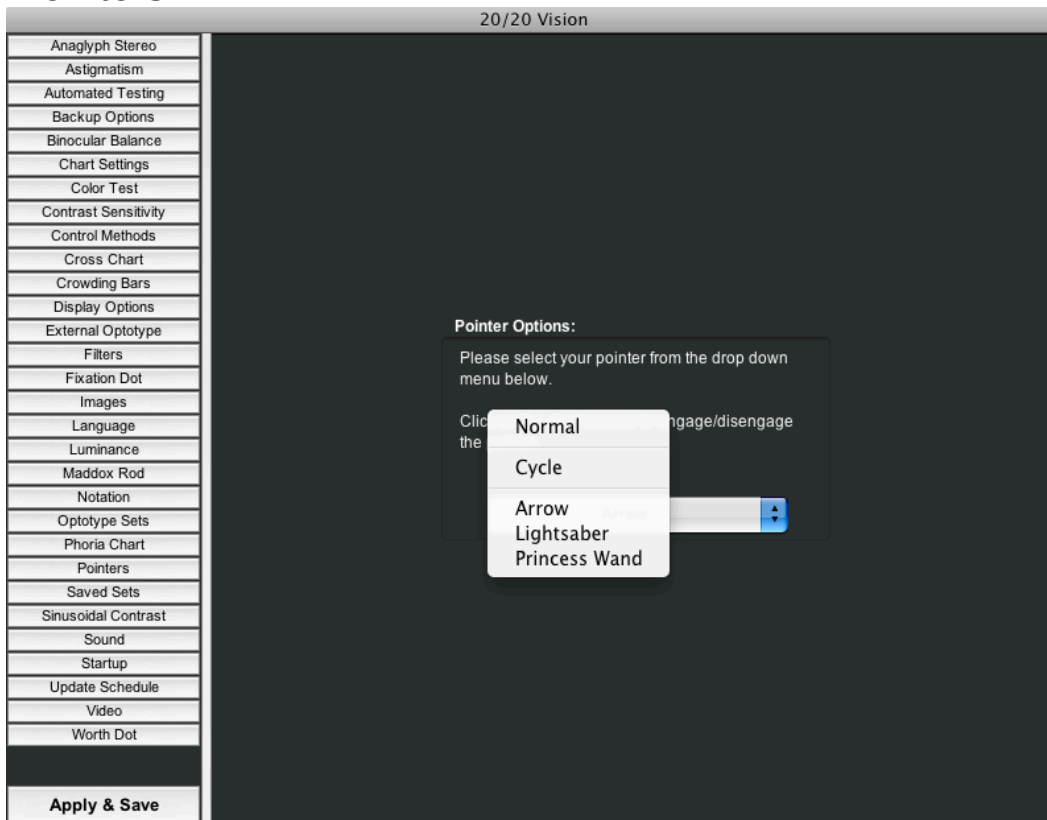 20/20 Vision
Anaglyph Stereo
Astigmatism
Automated Testing
Backup Options
Binocular Balance
Chart Settings
Color Test
Contrast Sensitivity
Control Methods
Cross Chart
Crowding Bars
Display Options
External Optotype
Filters
Fixation Dot
Images
Language
Luminance
Maddox Rod
Notation
Optotype Sets
Phoria Chart
Pointers
Saved Sets
Sinusoidal Contrast
Sound
Startup
Update Schedule
Video
Worth Dot
Apply & Save
Pointer Options:
Please select your pointer from the drop down
menu below.
ngage/disengage
the
Normal
Cycle
Arrow
Lightsaber
Princess Wand